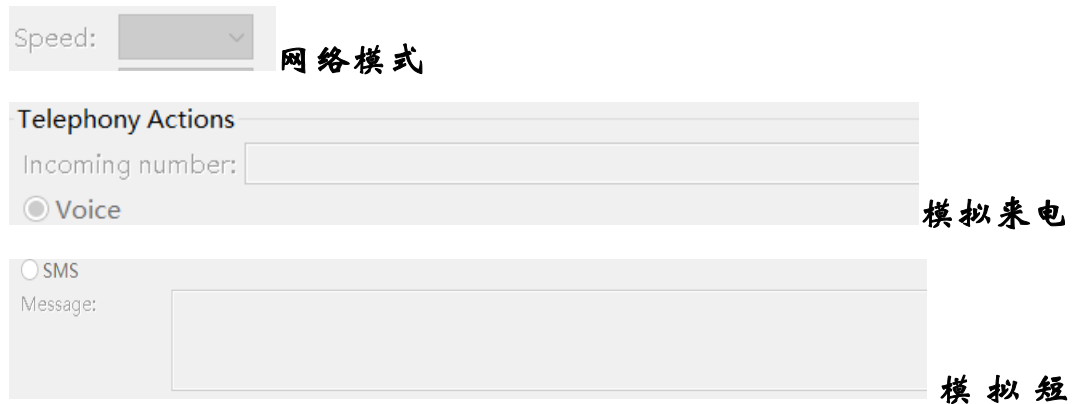 Speed: 网络模式
Telephony Actions
Incoming number:
Voice 模拟来电
SMS
Message:
模拟短